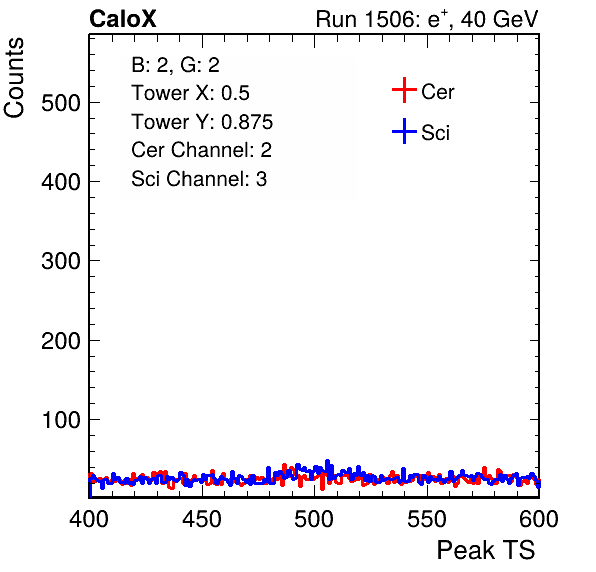 CaloX Run 1506: e+, 40 GeV
Counts
B: 2, G: 2
Tower X: 0.5
Tower Y: 0.875
Cer Channel: 2
Sci Channel: 3
Cer
Sci
500
400
300
200
100
400 450 500 550 600
Peak TS